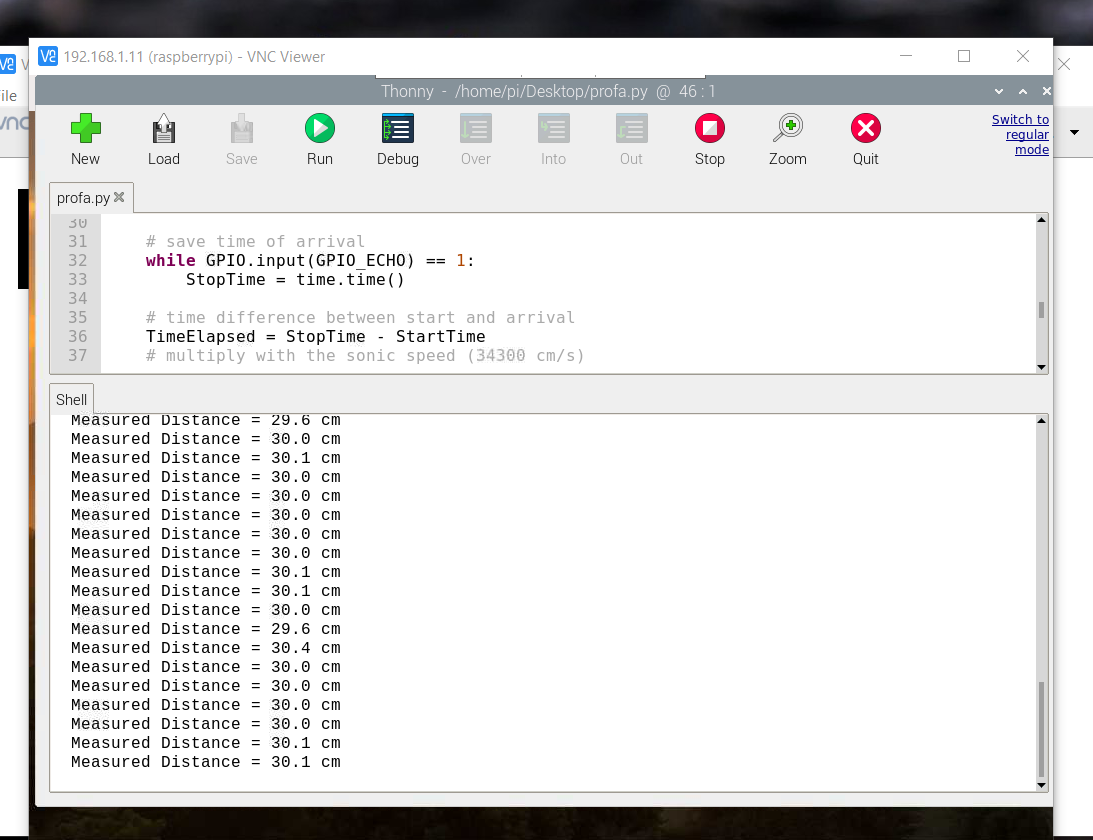 192.168.1.11 (raspberrypi) - VNC Viewer
Thonny - /home/pi/Desktop/profa.py @ 46 : 1
New Load Save Run Debug Over Into Out Stop Zoom Quit
Switch to
regular
mode
profa.py
30
31 # save time of arrival
32 while GPIO.input(GPIO_ECHO) == 1:
33 StopTime = time.time()
34
35 # time difference between start and arrival
36 TimeElapsed = StopTime - StartTime
37 # multiply with the sonic speed (34300 cm/s)
Shell
Measured Distance = 29.6 cm
Measured Distance = 30.0 cm
Measured Distance = 30.1 cm
Measured Distance = 30.0 cm
Measured Distance = 30.0 cm
Measured Distance = 30.0 cm
Measured Distance = 30.0 cm
Measured Distance = 30.0 cm
Measured Distance = 30.1 cm
Measured Distance = 30.1 cm
Measured Distance = 30.0 cm
Measured Distance = 29.6 cm
Measured Distance = 30.4 cm
Measured Distance = 30.0 cm
Measured Distance = 30.0 cm
Measured Distance = 30.0 cm
Measured Distance = 30.0 cm
Measured Distance = 30.1 cm
Measured Distance = 30.1 cm